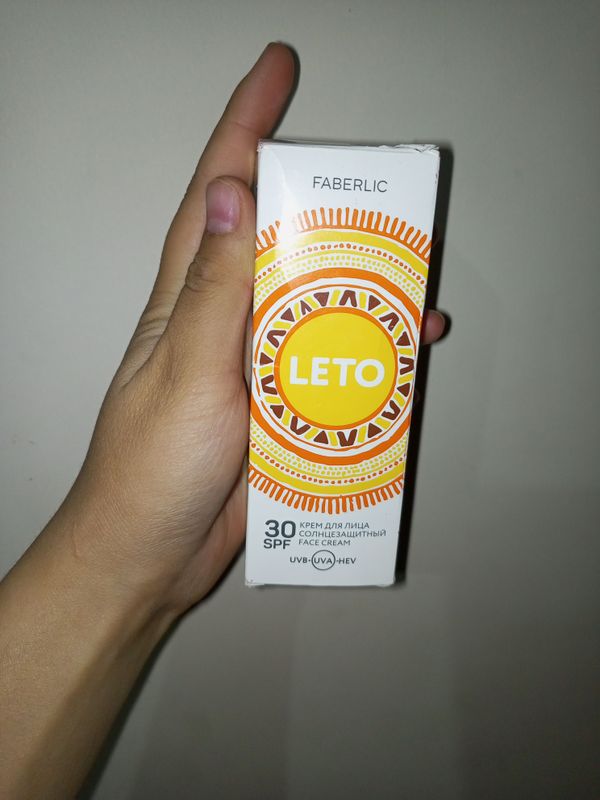 FABERLIC
LETO
30
SPF
КРЕМ ДЛЯ ЛИЦА
СОЛНЦЕЗАЩИТНЫЙ
FACE CREAM
UVB•UVA•HEV